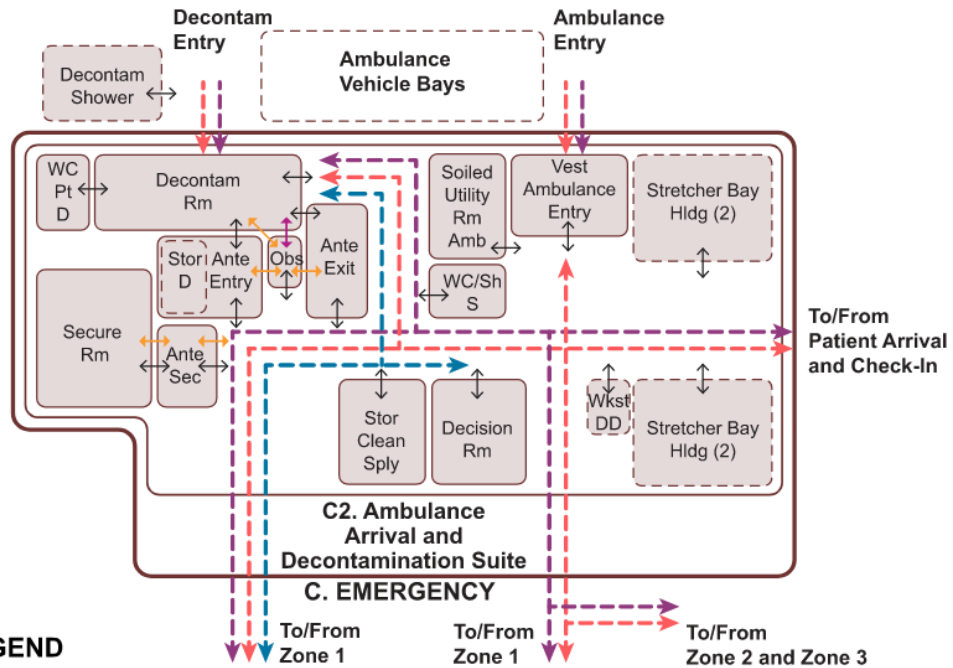 Decontam
Entry
Ambulance
Entry
Decontam
Shower
Ambulance
Vehicle Bays
WC
Pt
D
Decontam
Rm
Soiled
Utility
Rm
Amb
Vest
Ambulance
Entry
Stretcher Bay
Hldg (2)
Stor
D
Ante
Entry
Obs
Ante
Exit
WC/Sh
S
Secure
Rm
Ante
Sec
To/From
Patient Arrival
and Check-In
Stor
Clean
Sply
Decision
Rm
Wkst
DD
Stretcher Bay
Hldg (2)
C2. Ambulance
Arrival and
Decontamination Suite
C. EMERGENCY
GEND
To/From
Zone 1
To/From
Zone 1
To/From
Zone 2 and Zone 3